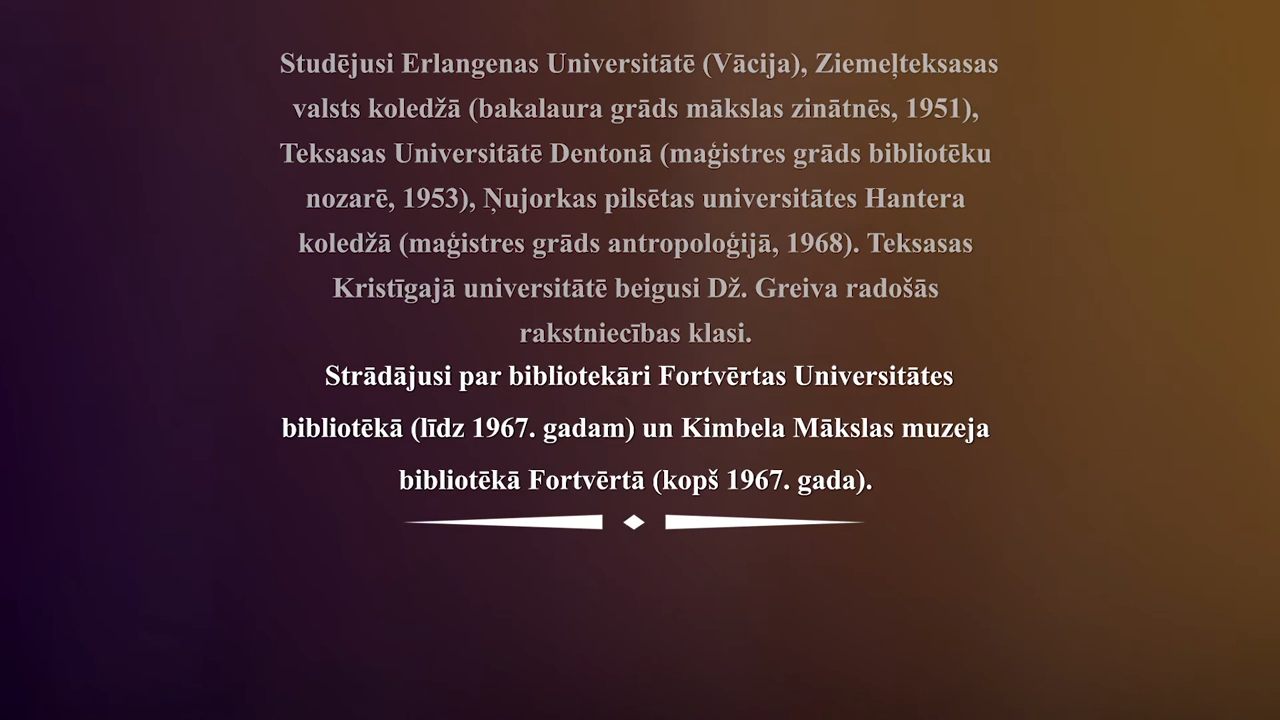 Studējusi Erlangenas Universitātē (Vācija), Ziemeļteksasas
valsts koledžā (bakalaura grāds mākslas zinātnēs, 1951),
Teksasas Universitātē Dentonā (maģistres grāds bibliotēku
nozarē, 1953), Ņujorkas pilsētas universitātes Hantera
koledžā (maģistres grāds antropoloģijā, 1968). Teksasas
Kristīgajā universitātē beigusi Dž. Greiva radošās
rakstniecības klasi.
Strādājusi par bibliotekāri Fortvērtas Universitātes
bibliotēkā (līdz 1967. gadam) un Kimbela Mākslas muzeja
bibliotēkā Fortvērtā (kopš 1967. gada).